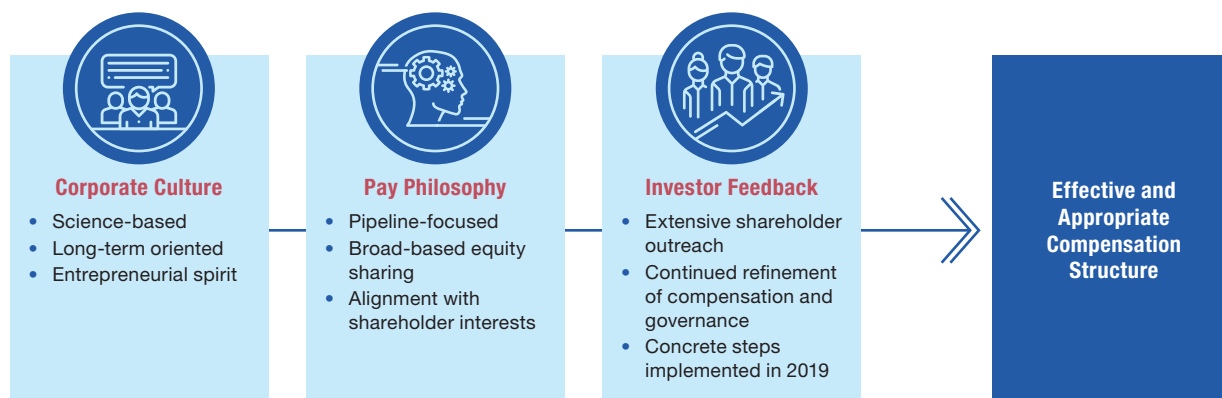 Corporate Culture
• Science-based
• Long-term oriented
• Entrepreneurial spirit
Pay Philosophy
• Pipeline-focused
• Broad-based equity
sharing
• Alignment with
shareholder interests
Investor Feedback
• Extensive shareholder
outreach
• Continued refinement
of compensation and
governance
• Concrete steps
implemented in 2019
Effective and
Appropriate
Compensation
Structure